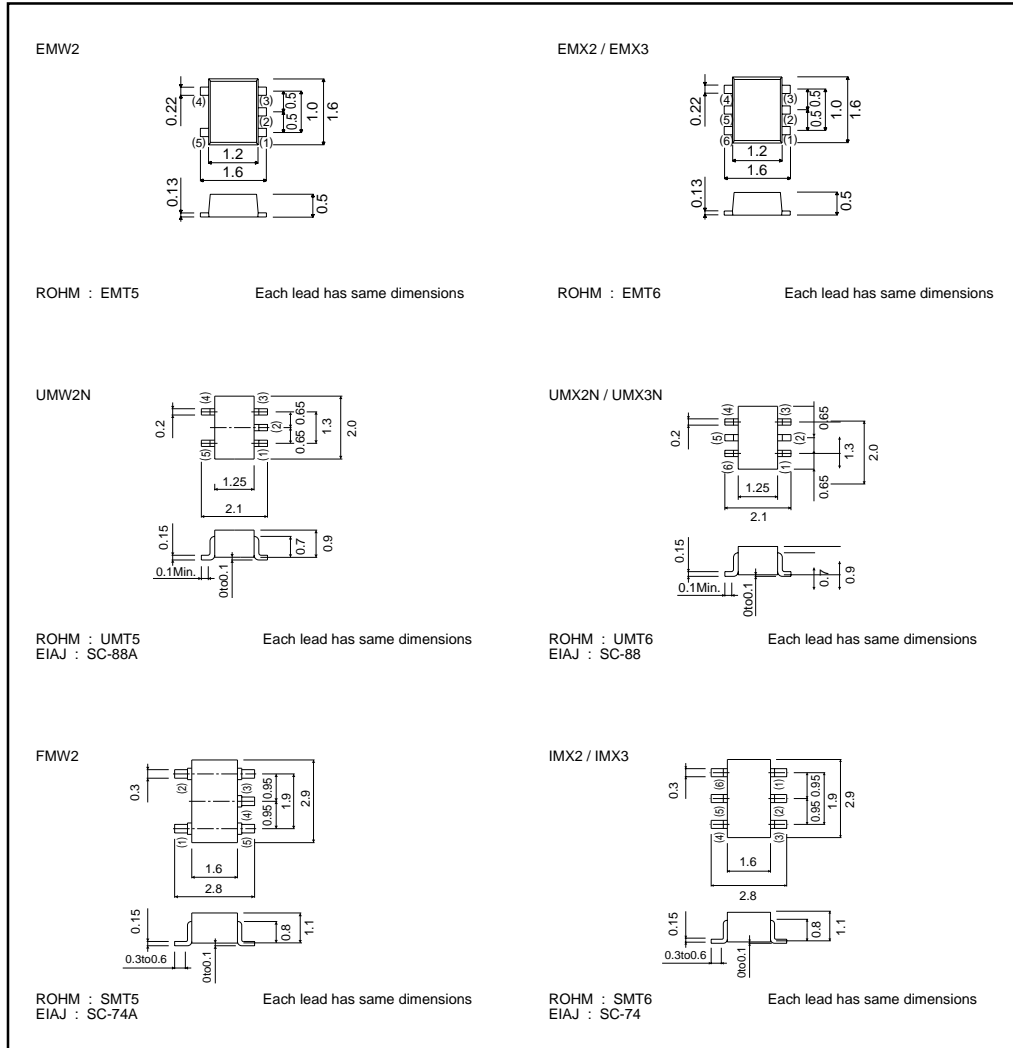 EMW2
0.22
(4)
(3)
(2)
(5)
(1)
0.5 0.5
1.0
1.6
1.2
1.6
0.13
0.5
ROHM : EMT5
Each lead has same dimensions
EMX2 / EMX3
0.22
(4)
(3)
(5)
(2)
(6)
(1)
0.5 0.5
1.0
1.6
1.2
1.6
0.13
0.5
ROHM : EMT6
Each lead has same dimensions
UMW2N
0.2
(4)
(3)
(2)
(5)
(1)
0.65 0.65
1.3
2.0
1.25
2.1
0.15
0.1Min.
0to0.1
0.7
0.9
ROHM : UMT5
Each lead has same dimensions
EIAJ : SC-88A
UMX2N / UMX3N
0.2
(4)
(3)
(5)
(2)
(6)
(1)
0.65
1.3
0.65
2.0
1.25
2.1
0.15
0.1Min.
0to0.1
0.7
0.9
ROHM : UMT6
Each lead has same dimensions
EIAJ : SC-88
FMW2
0.3
(2)
(3)
(4)
(1)
(5)
0.95 0.95
1.9
2.9
1.6
2.8
0.15
0.3to0.6
0to0.1
0.8
1.1
ROHM : SMT5
Each lead has same dimensions
EIAJ : SC-74A
IMX2 / IMX3
0.3
(6)
(1)
(5)
(2)
(4)
(3)
0.95 0.95
1.9
2.9
1.6
2.8
0.15
0.3to0.6
0to0.1
0.8
1.1
ROHM : SMT6
Each lead has same dimensions
EIAJ : SC-74